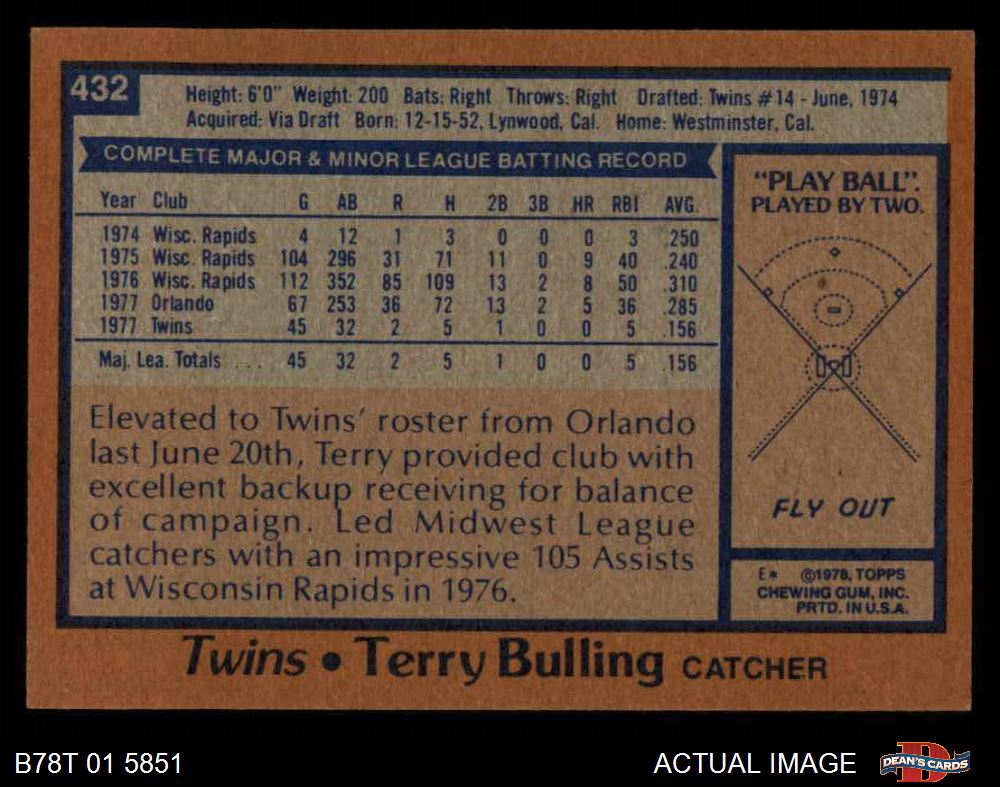 432
Height: 6'0" Weight: 200 Bats: Right Throws: Right Drafted: Twins #14 - June, 1974
Acquired: Via Draft Born: 12-15-52, Lynwood, Cal. Home: Westminster, Cal.
COMPLETE MAJOR & MINOR LEAGUE BATTING RECORD
Year Club G AB R H 2B 3B HR RBI AVG.
1974 Wisc. Rapids 4 12 1 3 0 0 0 3 .250
1975 Wisc. Rapids 104 296 31 71 11 0 9 40 .240
1976 Wisc. Rapids 112 352 85 109 13 2 8 50 .310
1977 Orlando 67 253 36 72 13 2 5 36 .285
1977 Twins 45 32 2 5 1 0 0 5 .156
Maj. Lea. Totals ... 45 32 2 5 1 0 0 5 .156
Elevated to Twins' roster from Orlando
last June 20th, Terry provided club with
excellent backup receiving for balance
of campaign. Led Midwest League
catchers with an impressive 105 Assists
at Wisconsin Rapids in 1976.
"PLAY BALL".
PLAYED BY TWO.
FLY OUT
E* ©1978, TOPPS
CHEWING GUM, INC.
PRTD. IN U.S.A.
Twins • Terry Bulling CATCHER
B78T 01 5851
ACTUAL IMAGE
D
DEAN'S CARDS